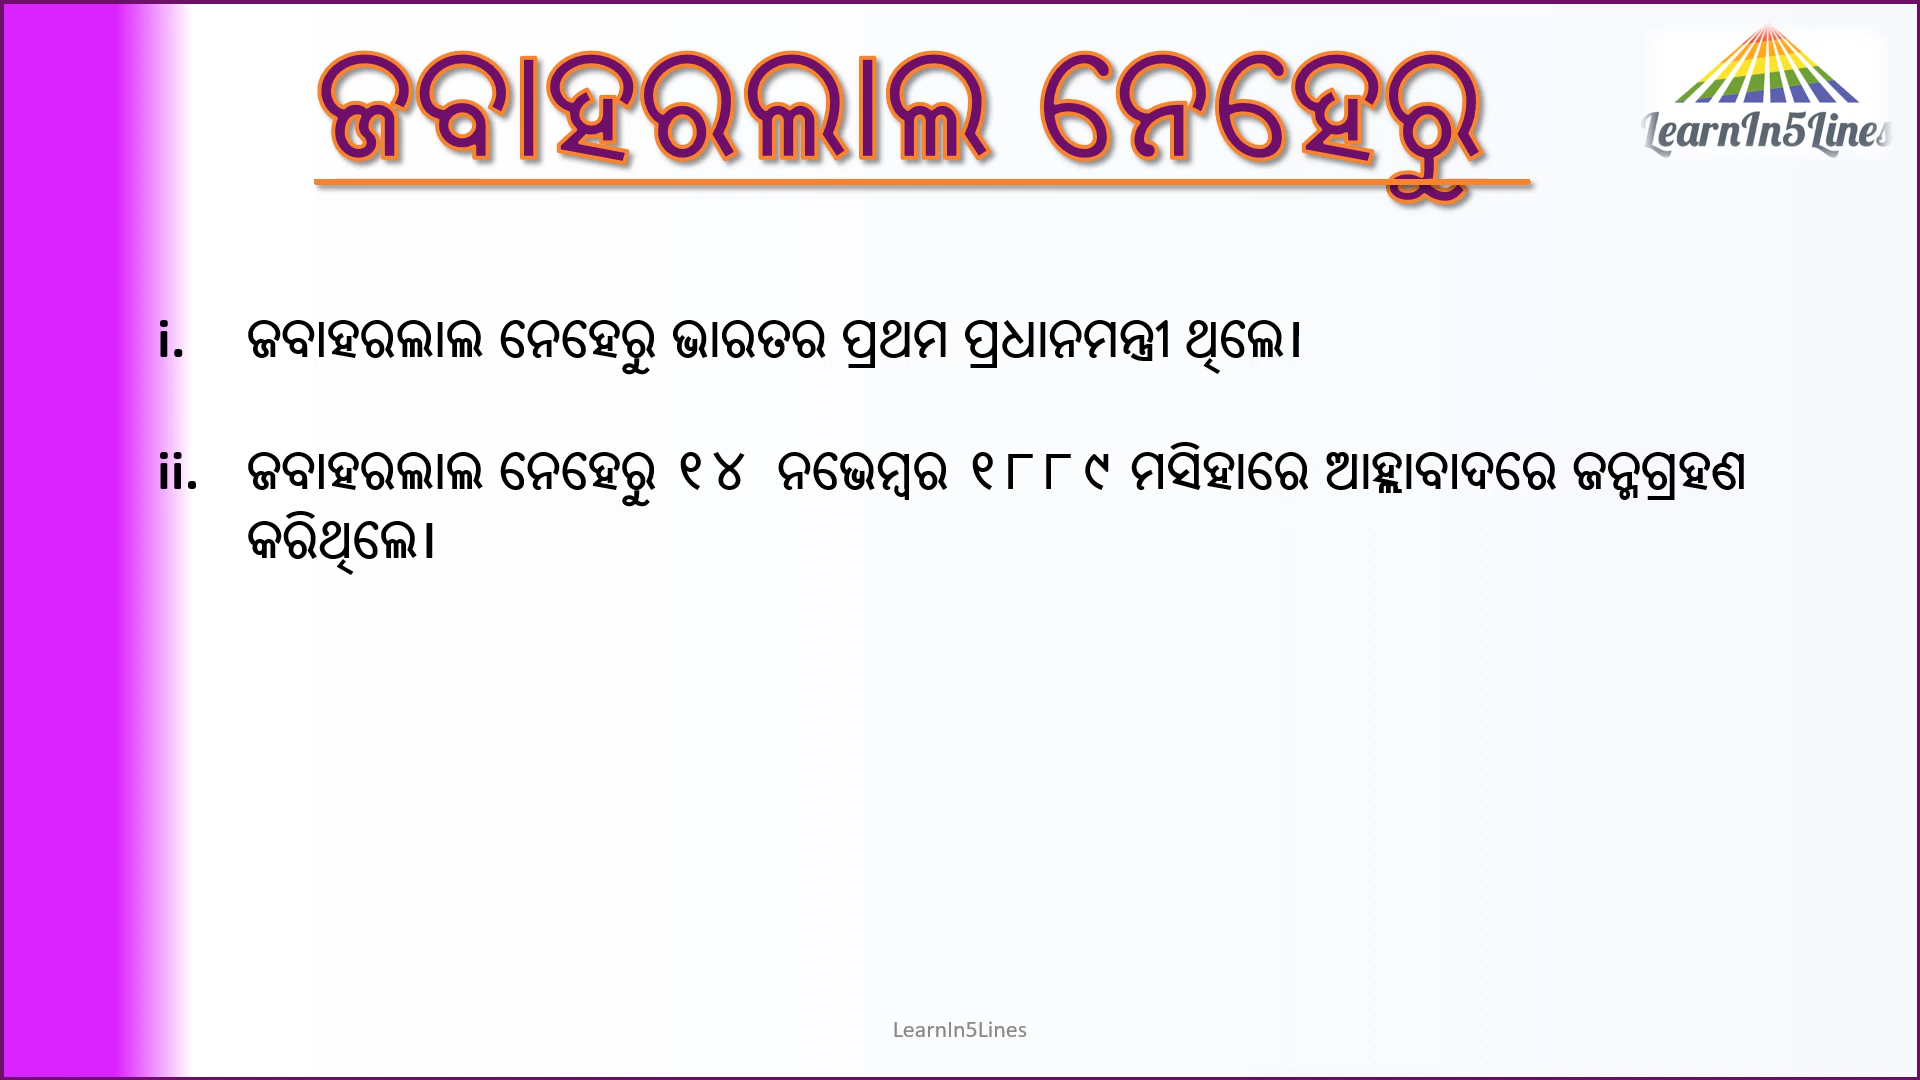 ଜବାହରଲାଲ ନେହେରୁ
LearnIn5Lines
i. ଜବାହରଲାଲ ନେହେରୁ ଭାରତର ପ୍ରଥମ ପ୍ରଧାନମନ୍ତ୍ରୀ ଥିଲେ।
ii. ଜବାହରଲାଲ ନେହେରୁ ୧୪ ନଭେମ୍ବର ୧୮୮୯ ମସିହାରେ ଆହ୍ଲାବାଦରେ ଜନ୍ମଗ୍ରହଣ
କରିଥିଲେ।
LearnIn5Lines